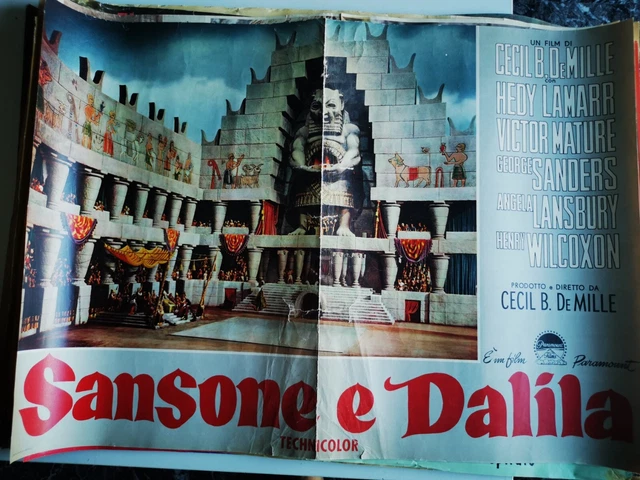 UN FILM DI
CECIL B. DEMILLE
con
HEDY LAMARR
VICTOR MATURE
GEORGE SANDERS
ANGELA LANSBURY
HENRY WILCOXON
PRODOTTO e DIRETTO DA
CECIL B. DEMILLE
È un film Paramount
Sansone e Dalila
TECHNICOLOR